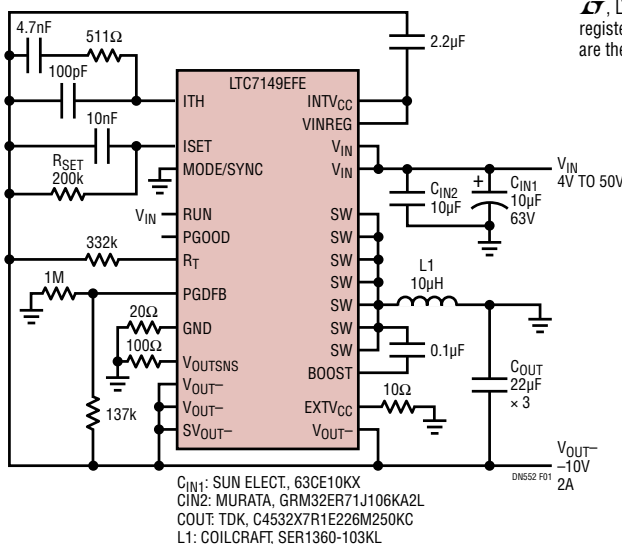 , L
registe
are the
4.7nF
511Ω
2.2µF
100pF
LTC7149EFE
ITH
INTVCC
10nF
VINREG
ISET
VIN
RSET
200k
MODE/SYNC
VIN
VIN
4V TO 50V
CIN2
10µF
+
CIN1
10µF
63V
VIN
RUN
SW
PGOOD
SW
332k
RT
SW
SW
L1
10µH
1M
PGDFB
SW
20Ω
GND
SW
100Ω
VOUTSNS
SW
0.1µF
BOOST
COUT
22µF
× 3
VOUT–
137k
VOUT–
EXTVCC
10Ω
SVOUT–
VOUT–
VOUT–
–10V
2A
DN552 F01
CIN1: SUN ELECT., 63CE10KX
CIN2: MURATA, GRM32ER71J106KA2L
COUT: TDK, C4532X7R1E226M250KC
L1: COILCRAFT, SER1360-103KL